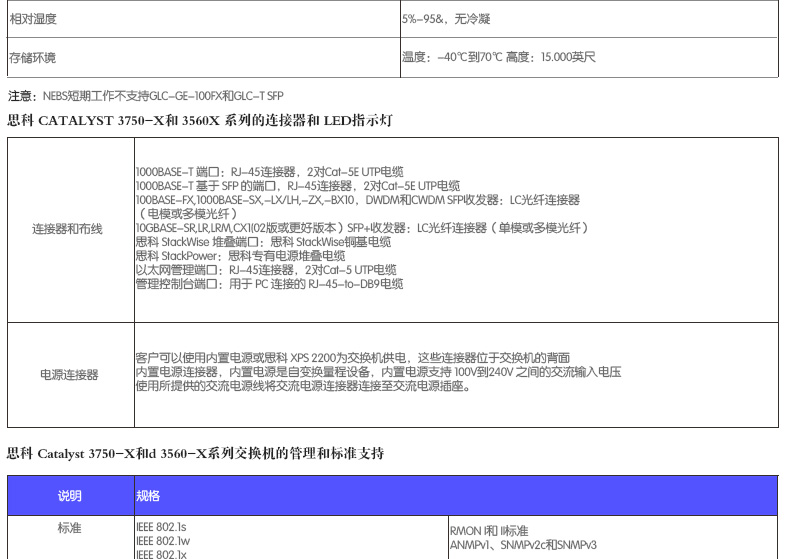 相对湿度
5%-95&，无冷凝
存储环境
温度：-40℃到70℃ 高度：15.000英尺
注意：NEBS短期工作不支持GLC-GE-100FX和GLC-T SFP
思科 CATALYST 3750-X和 3560X 系列的连接器和 LED指示灯
连接器和布线
1000BASE-T 端口：RJ-45连接器，2对Cat-5E UTP电缆
1000BASE-T 基于 SFP 的端口，RJ-45连接器，2对Cat-5E UTP电缆
100BASE-FX,1000BASE-SX,-LX/LH,-ZX,-BX10，DWDM和CWDM SFP收发器：LC光纤连接器
（电模或多模光纤）
10GBASE-SR,LR,LRM,CX1(02版或更好版本）SFP+收发器：LC光纤连接器（单模或多模光纤）
思科 StackWise 堆叠端口：思科 StackWise铜基电缆
思科 StackPower：思科专有电源堆叠电缆
以太网管理端口：RJ-45连接器，2对Cat-5 UTP电缆
管理控制台端口：用于 PC 连接的 RJ-45-to-DB9电缆
电源连接器
客户可以使用内置电源或思科 XPS 2200为交换机供电，这些连接器位于交换机的背面
内置电源连接器，内置电源是自变换量程设备，内置电源支持 100V到240V 之间的交流输入电压
使用所提供的交流电源线将交流电源连接器连接至交流电源插座。
思科 Catalyst 3750-X和d 3560-X系列交换机的管理和标准支持
说明
规格
标准
IEEE 802.1s
IEEE 802.1w
IEEE 802.1x
RMON I和 II标准
ANMPv1、SNMPv2c和SNMPv3